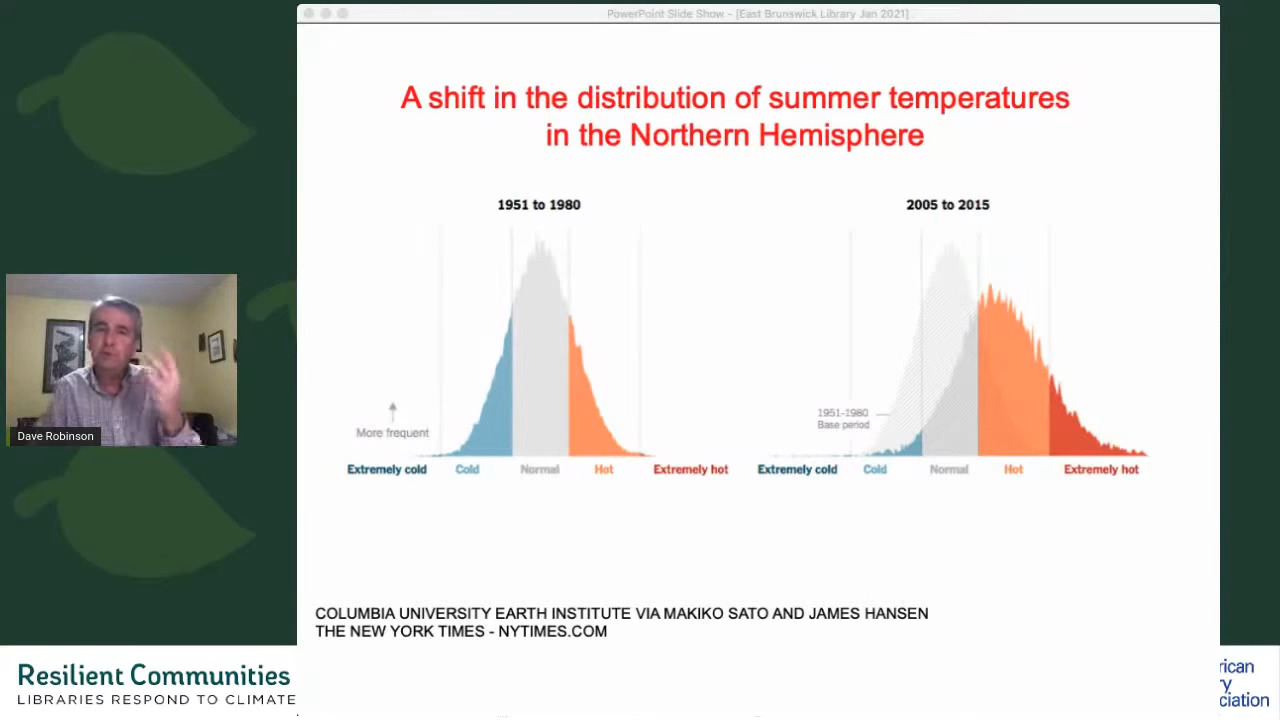 PowerPoint Slide Show - [East Brunswick Library Jan 2021]
A shift in the distribution of summer temperatures
in the Northern Hemisphere
1951 to 1980
2005 to 2015
More frequent
1951-1980
Base period
Extremely cold Cold Normal Hot Extremely hot
Extremely cold Cold Normal Hot Extremely hot
Dave Robinson
COLUMBIA UNIVERSITY EARTH INSTITUTE VIA MAKIKO SATO AND JAMES HANSEN
THE NEW YORK TIMES - NYTIMES.COM
Resilient Communities
LIBRARIES RESPOND TO CLIMATE
rican
ry
ciation